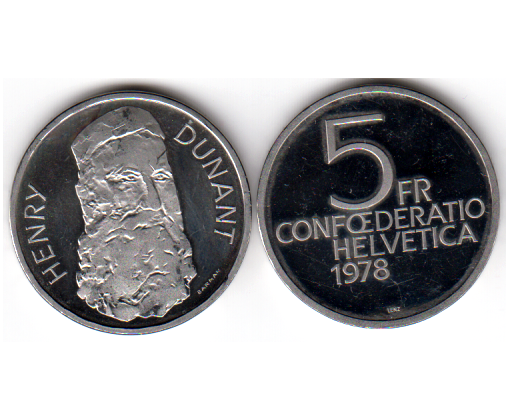 HENRY
DUNANT
5
FR
CONFŒDERATIO
HELVETICA
1978